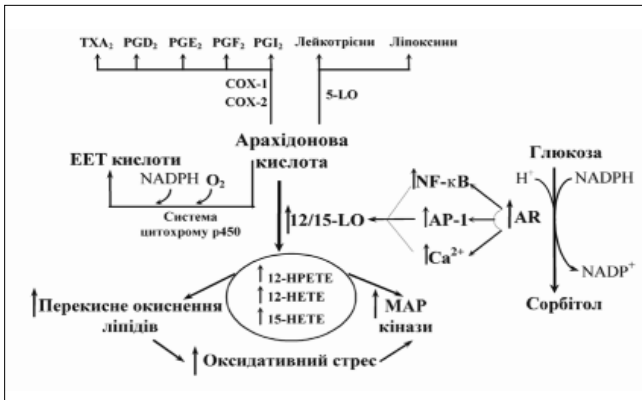 TXA₂ PGD₂ PGE₂ PGF₂ PGI₂ Лейкотрієни Ліпоксини
COX-1
COX-2
5-LO
Арахідонова
кислота
ЕЕТ кислоти
NADPH O₂
Система
цитохрому р450
Глюкоза
H⁺ NADPH
↑AR
NADP⁺
Сорбітол
↑NF-κB
↑AP-1
↑Ca²⁺
↑12/15-LO
↑12-HPETE
↑12-HETE
↑15-HETE
↑Перекисне окиснення
ліпідів
↑MAP
кінази
↑Оксидативний стрес